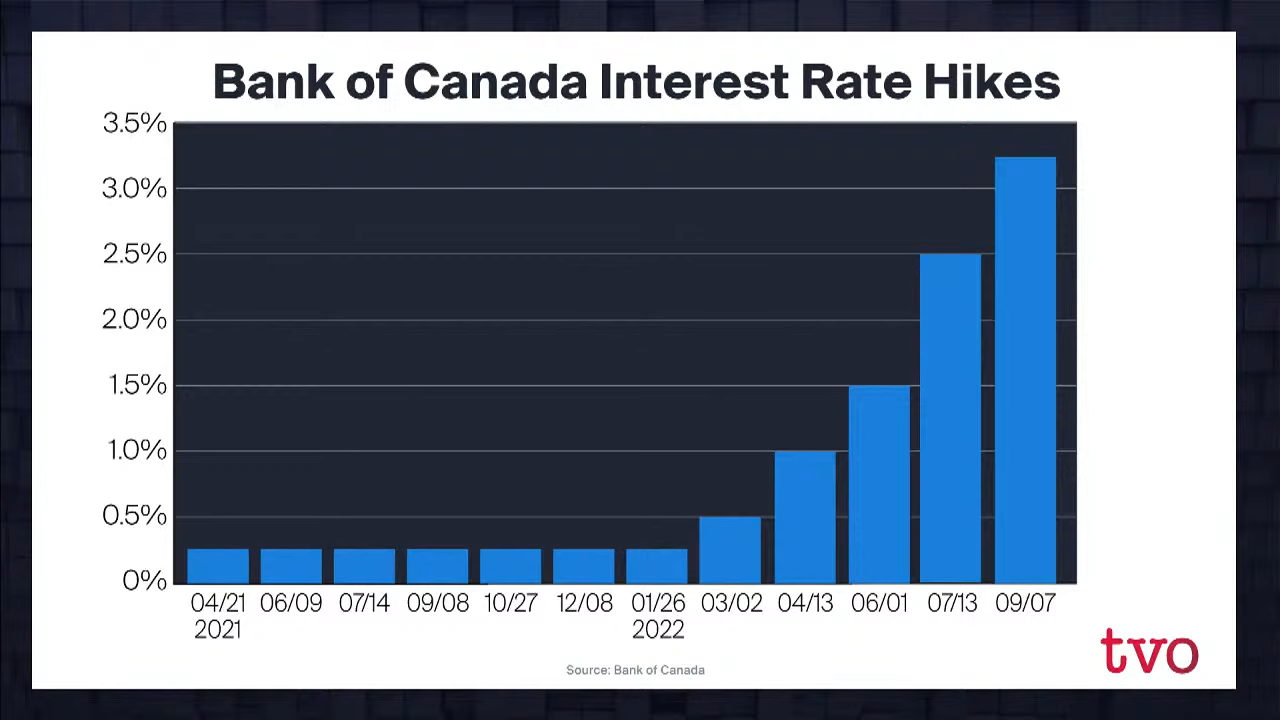 Bank of Canada Interest Rate Hikes
3.5%
3.0%
2.5%
2.0%
1.5%
1.0%
0.5%
0%
04/21 06/09 07/14 09/08 10/27 12/08 01/26 03/02 04/13 06/01 07/13 09/07
2021 2022
Source: Bank of Canada
tvo